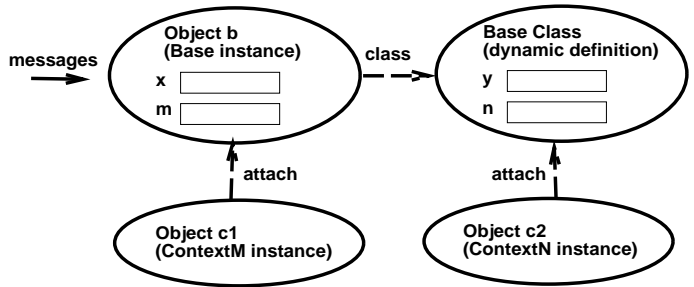 messages
Object b
(Base instance)
x
m
class
Base Class
(dynamic definition)
y
n
attach
attach
Object c1
(ContextM instance)
Object c2
(ContextN instance)